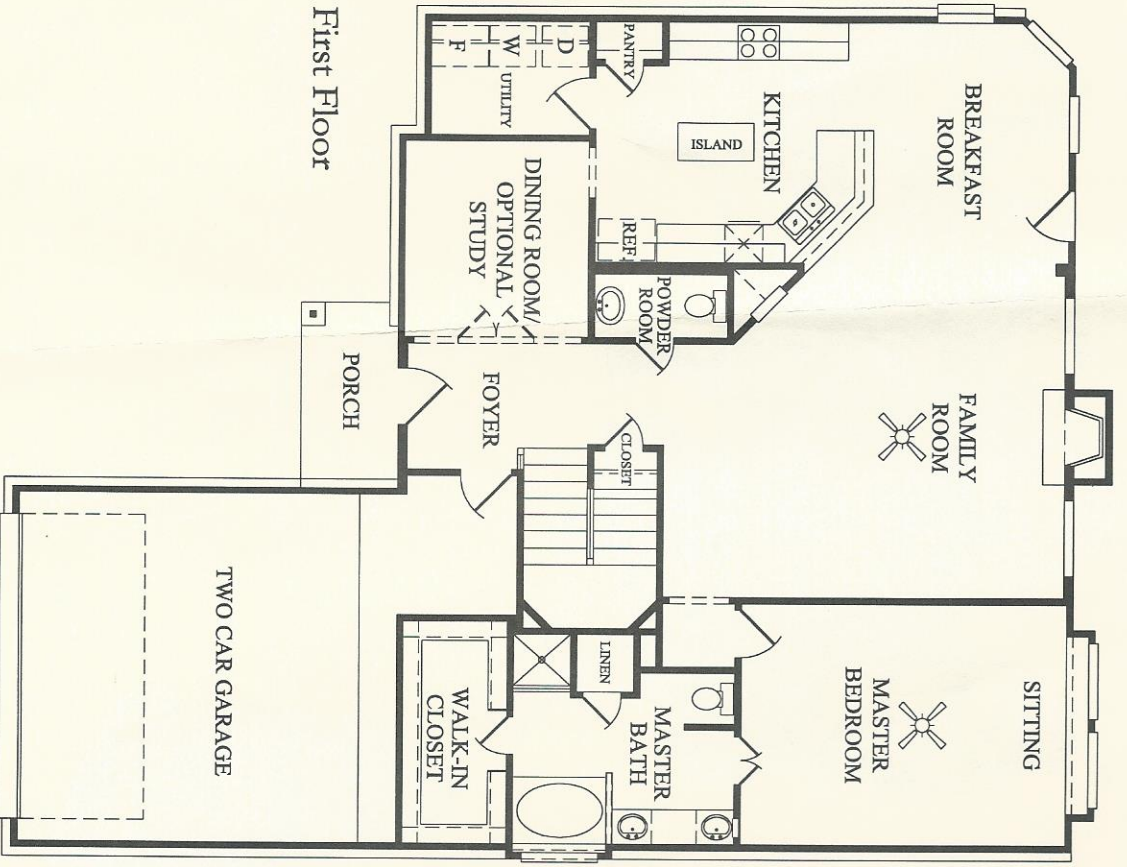 SITTING
MASTER
BEDROOM
FAMILY
ROOM
BREAKFAST
ROOM
MASTER
BATH
LINEN
WALK-IN
CLOSET
CLOSET
POWDER
ROOM
KITCHEN
ISLAND
REF.
PANTRY
UTILITY
D
W
F
DINING ROOM/
OPTIONAL
STUDY
FOYER
PORCH
TWO CAR GARAGE
First Floor